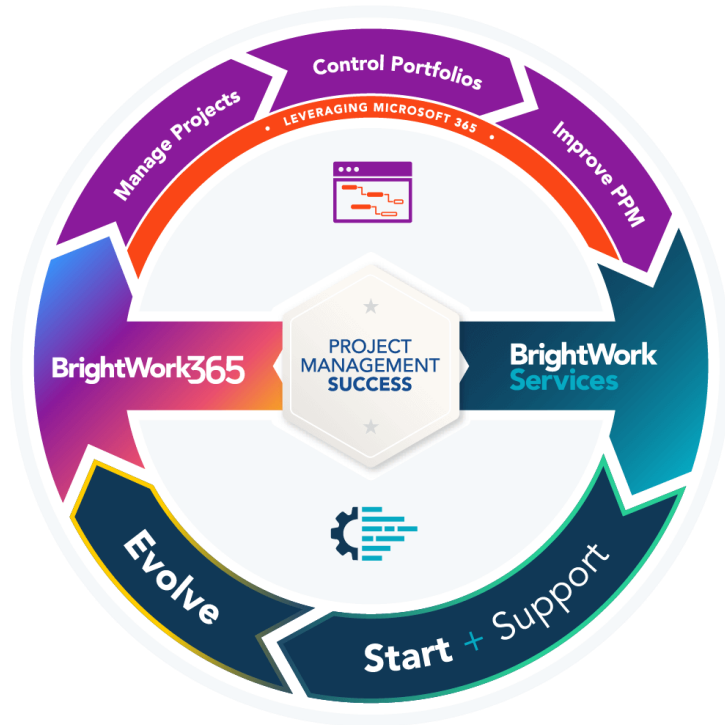 Control Portfolios
Manage Projects
Improve PPM
• LEVERAGING MICROSOFT 365 •
BrightWork365
PROJECT
MANAGEMENT
SUCCESS
BrightWork
Services
Evolve
Start + Support